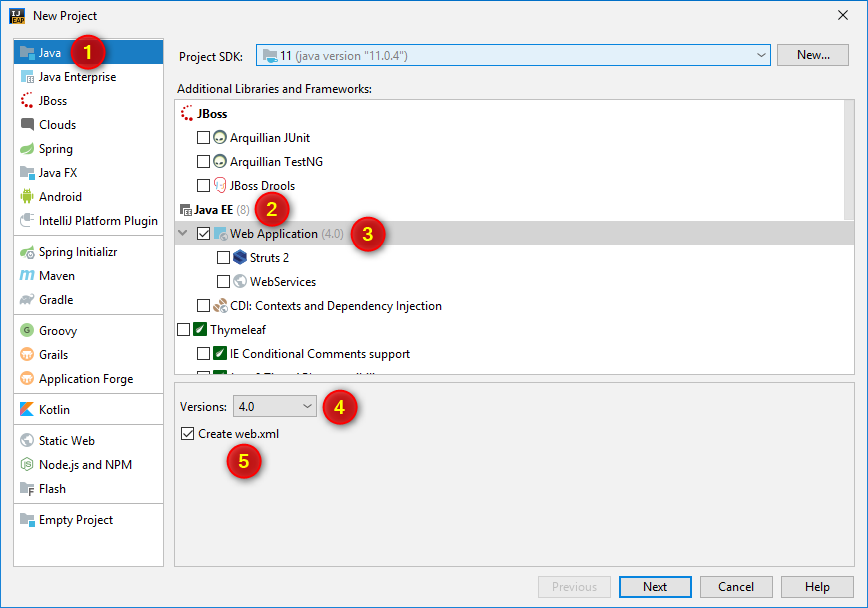 IJ
EAP
New Project
Java
1
Java Enterprise
JBoss
Clouds
Spring
Java FX
Android
IntelliJ Platform Plugin
Spring Initializr
Maven
Gradle
Groovy
Grails
Application Forge
Kotlin
Static Web
Node.js and NPM
Flash
Empty Project
Project SDK:
11 (java version "11.0.4")
New...
Additional Libraries and Frameworks:
JBoss
Arquillian JUnit
Arquillian TestNG
JBoss Drools
Java EE (8)
2
Web Application (4.0)
3
Struts 2
WebServices
CDI: Contexts and Dependency Injection
Thymeleaf
IE Conditional Comments support
Versions:
4.0
4
Create web.xml
5
Previous
Next
Cancel
Help